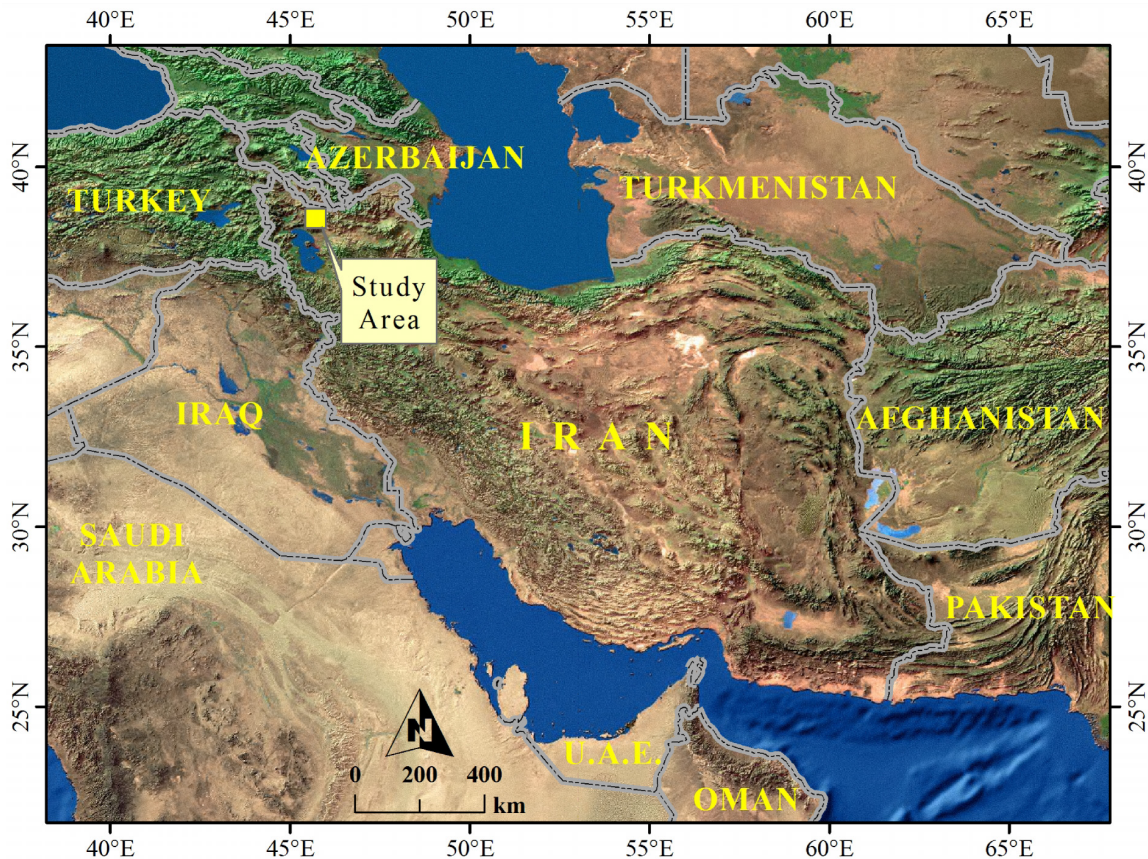 40°E 45°E 50°E 55°E 60°E 65°E
40°N 40°N
AZERBAIJAN
TURKEY
TURKMENISTAN
Study
Area
35°N 35°N
IRAQ
IRAN
AFGHANISTAN
30°N 30°N
SAUDI
ARABIA
PAKISTAN
25°N 25°N
N
U.A.E.
0 200 400
km
OMAN
40°E 45°E 50°E 55°E 60°E 65°E